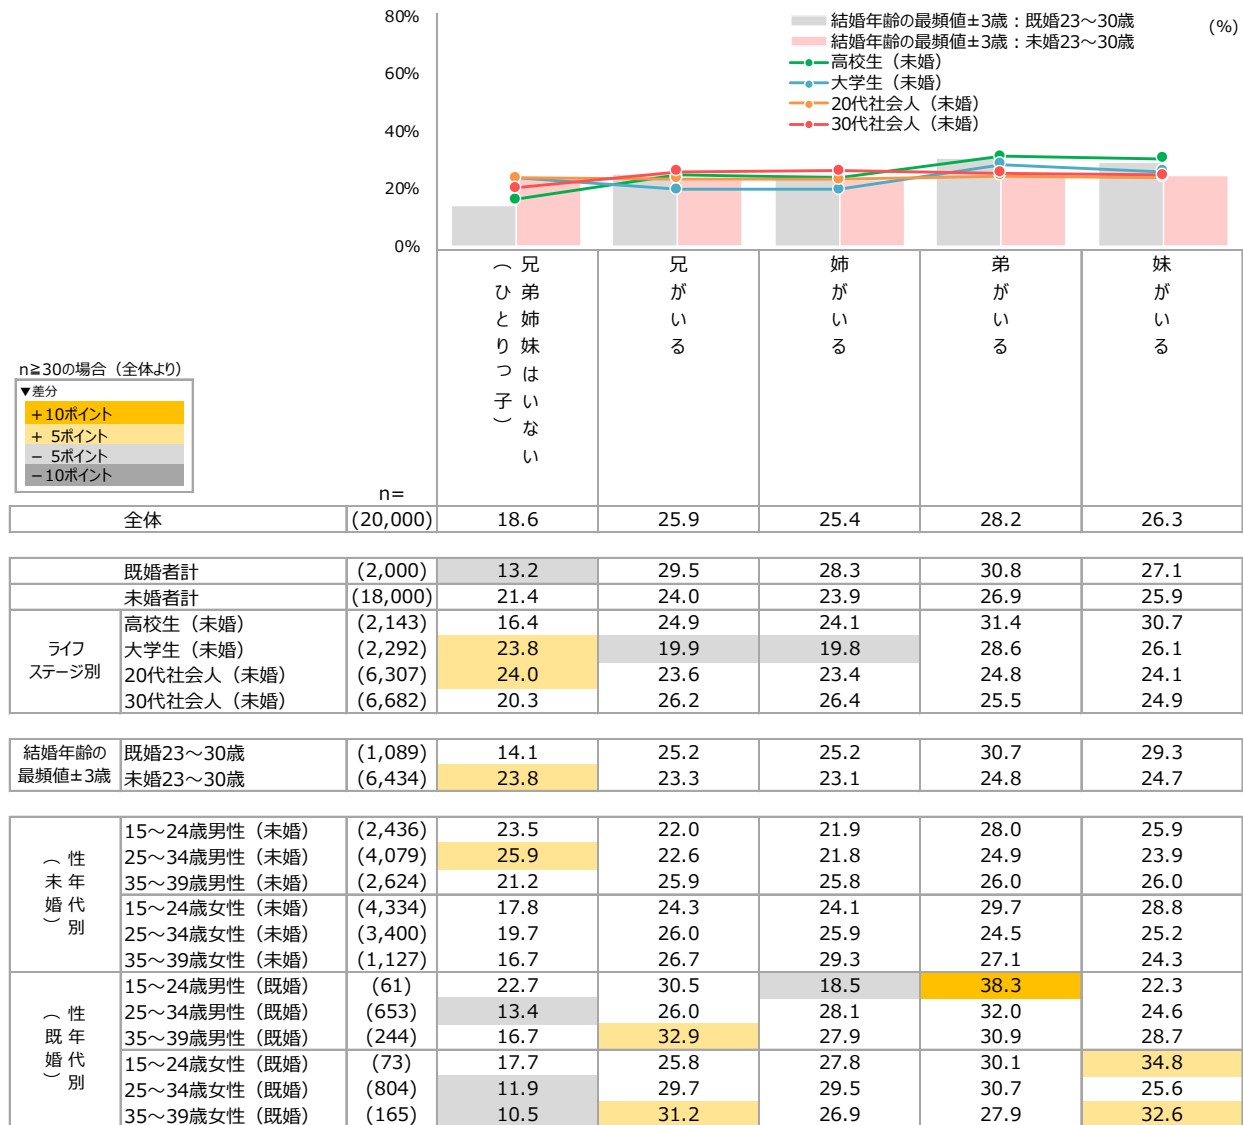 80%
60%
40%
20%
0%
(%)
結婚年齢の最頻値±3歳：既婚23～30歳
結婚年齢の最頻値±3歳：未婚23～30歳
高校生（未婚）
大学生（未婚）
20代社会人（未婚）
30代社会人（未婚）
兄弟姉妹はいない
（ひとりっ子）
兄がいる
姉がいる
弟がいる
妹がいる
n≧30の場合（全体より）
▼差分
＋10ポイント
＋ 5ポイント
－ 5ポイント
－10ポイント
n=
全体 (20,000) 18.6 25.9 25.4 28.2 26.3
既婚者計 (2,000) 13.2 29.5 28.3 30.8 27.1
未婚者計 (18,000) 21.4 24.0 23.9 26.9 25.9
ライフ
ステージ別
高校生（未婚） (2,143) 16.4 24.9 24.1 31.4 30.7
大学生（未婚） (2,292) 23.8 19.9 19.8 28.6 26.1
20代社会人（未婚） (6,307) 24.0 23.6 23.4 24.8 24.1
30代社会人（未婚） (6,682) 20.3 26.2 26.4 25.5 24.9
結婚年齢の
最頻値±3歳
既婚23～30歳 (1,089) 14.1 25.2 25.2 30.7 29.3
未婚23～30歳 (6,434) 23.8 23.3 23.1 24.8 24.7
性年代別
（未婚）
15～24歳男性（未婚） (2,436) 23.5 22.0 21.9 28.0 25.9
25～34歳男性（未婚） (4,079) 25.9 22.6 21.8 24.9 23.9
35～39歳男性（未婚） (2,624) 21.2 25.9 25.8 26.0 26.0
15～24歳女性（未婚） (4,334) 17.8 24.3 24.1 29.7 28.8
25～34歳女性（未婚） (3,400) 19.7 26.0 25.9 24.5 25.2
35～39歳女性（未婚） (1,127) 16.7 26.7 29.3 27.1 24.3
性年代別
（既婚）
15～24歳男性（既婚） (61) 22.7 30.5 18.5 38.3 22.3
25～34歳男性（既婚） (653) 13.4 26.0 28.1 32.0 24.6
35～39歳男性（既婚） (244) 16.7 32.9 27.9 30.9 28.7
15～24歳女性（既婚） (73) 17.7 25.8 27.8 30.1 34.8
25～34歳女性（既婚） (804) 11.9 29.7 29.5 30.7 25.6
35～39歳女性（既婚） (165) 10.5 31.2 26.9 27.9 32.6